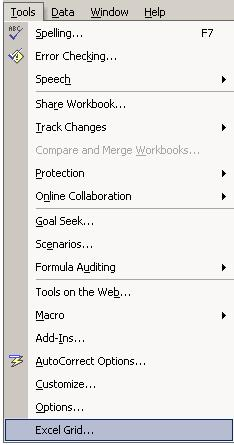 Tools Data Window Help
ABC Spelling... F7
Error Checking...
Speech
Share Workbook...
Track Changes
Compare and Merge Workbooks...
Protection
Online Collaboration
Goal Seek...
Scenarios...
Formula Auditing
Tools on the Web...
Macro
Add-Ins...
AutoCorrect Options...
Customize...
Options...
Excel Grid...